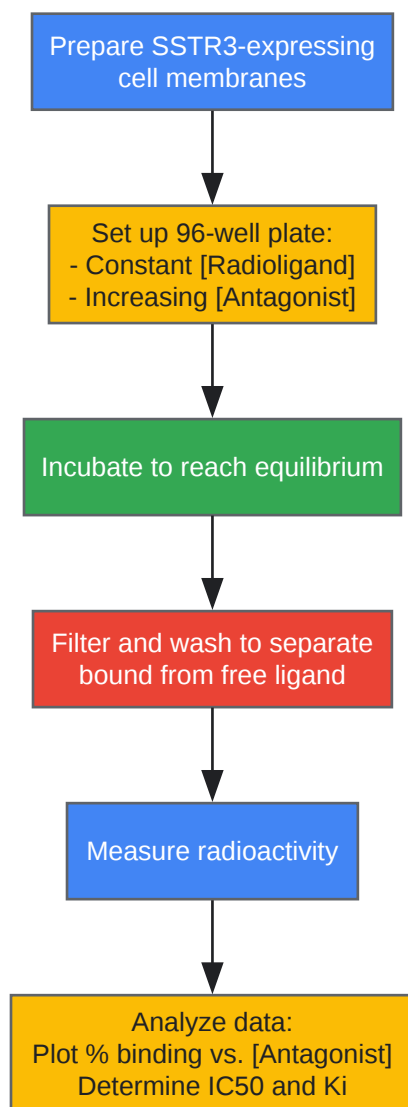 Prepare SSTR3-expressing
cell membranes
Set up 96-well plate:
- Constant [Radioligand]
- Increasing [Antagonist]
Incubate to reach equilibrium
Filter and wash to separate
bound from free ligand
Measure radioactivity
Analyze data:
Plot % binding vs. [Antagonist]
Determine IC50 and Ki